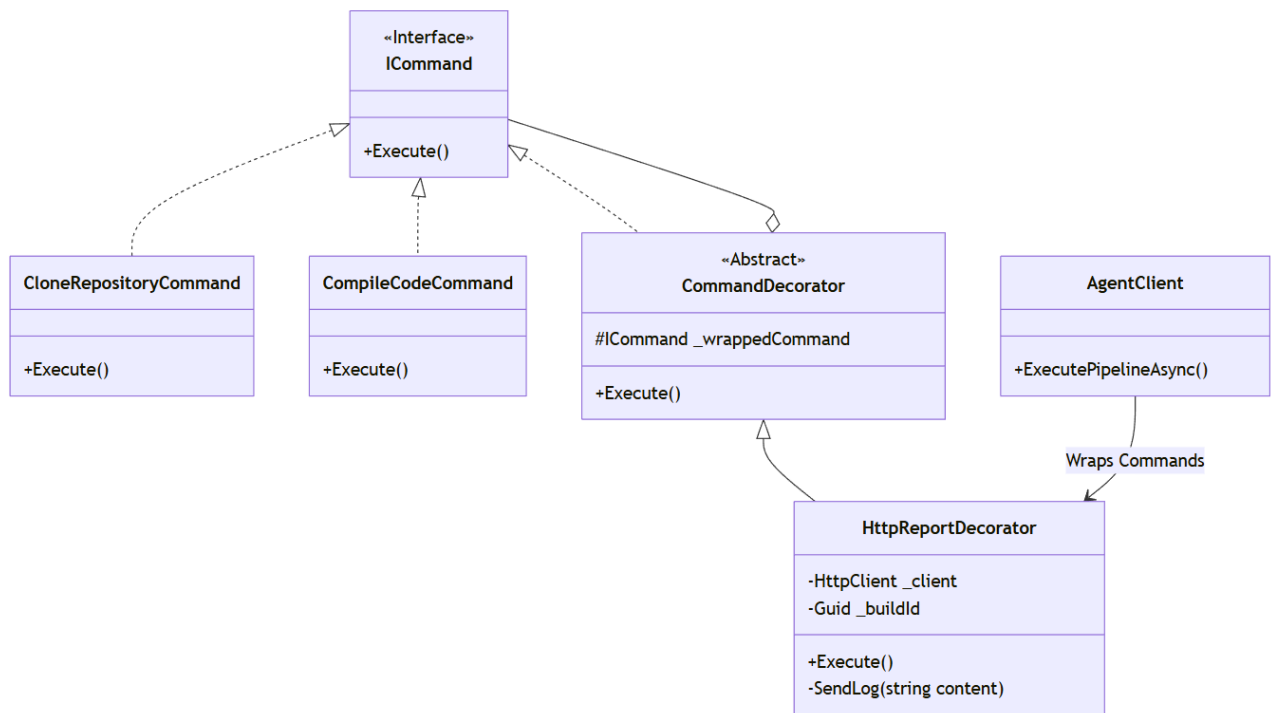 «Interface»
ICommand
+Execute()
CloneRepositoryCommand
+Execute()
CompileCodeCommand
+Execute()
«Abstract»
CommandDecorator
#ICommand _wrappedCommand
+Execute()
AgentClient
+ExecutePipelineAsync()
Wraps Commands
HttpReportDecorator
-HttpClient _client
-Guid _buildId
+Execute()
-SendLog(string content)